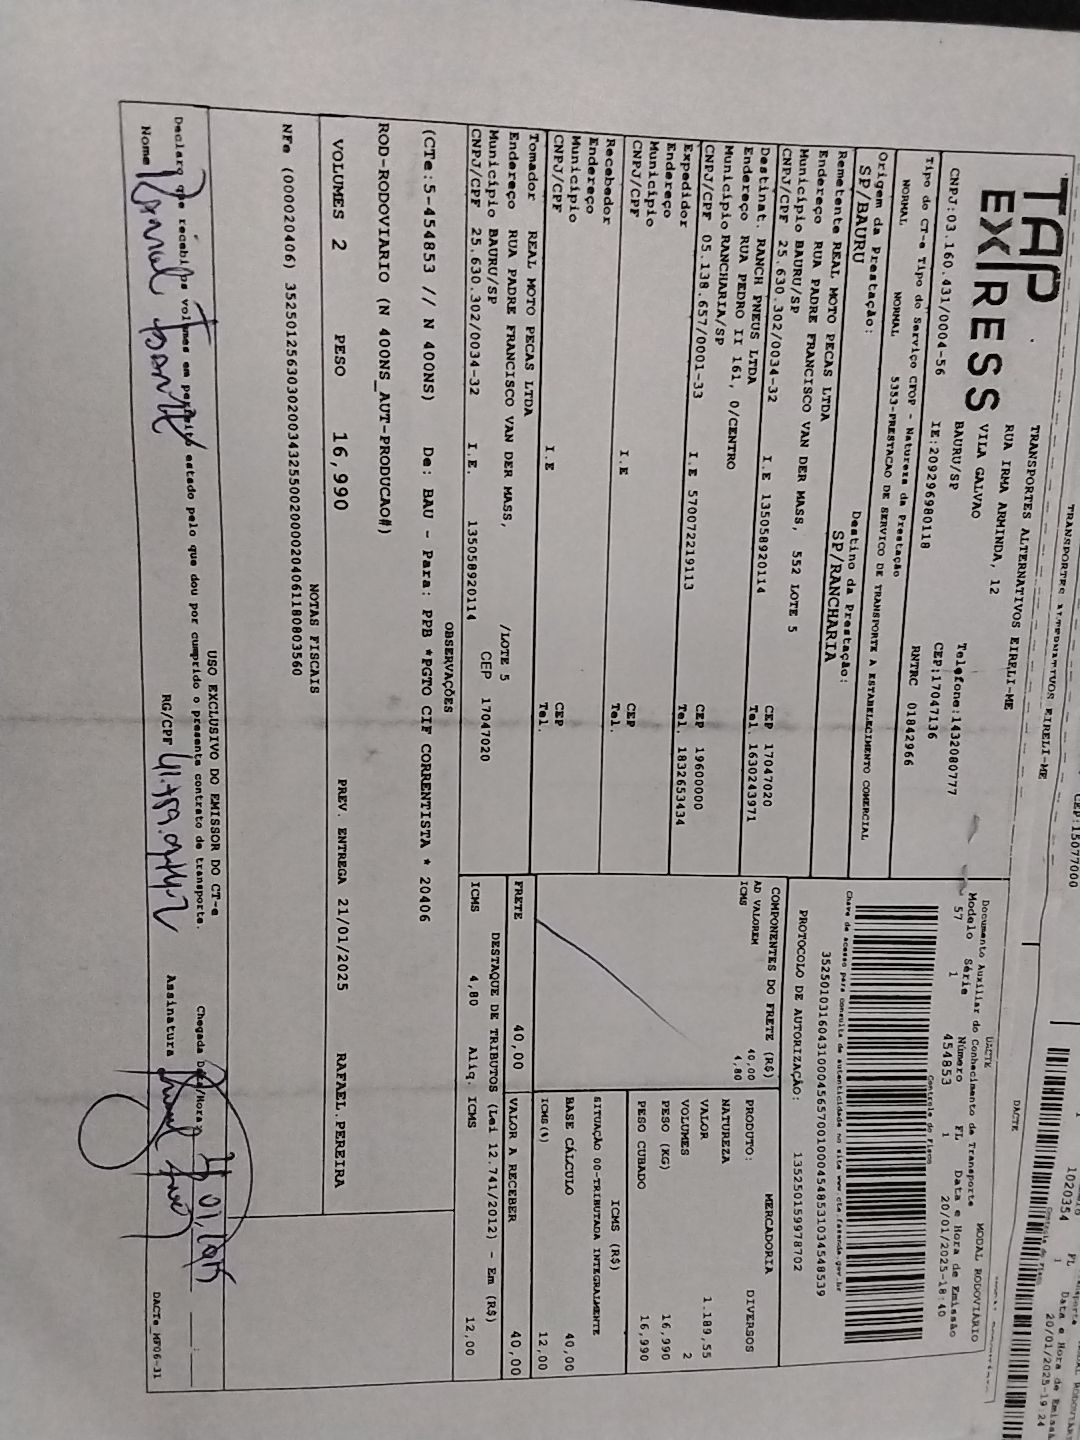 TRANSPORTES ALTERNATIVOS EIRELI-ME
CEP:15077000
DACTE
1020354
FL
1
Data e Hora de Emissã
20/01/2025-19:24
TAP
EXPRESS
TRANSPORTES ALTERNATIVOS EIRELI-ME
RUA IRMA ARMINDA, 12
VILA GALVAO
BAURU/SP
Telefone:1432080777
CNPJ:03.160.431/0004-56 IE:209296980118 CEP:17047136
Tipo do CT-e Tipo do Serviço CFOP - Natureza da Prestação RNTRC 01842966
NORMAL NORMAL 5353-PRESTACAO DE SERVICO DE TRANSPORTE A ESTABELECIMENTO COMERCIAL
Origem da Prestação: Destino da Prestação:
SP/BAURU SP/RANCHARIA
Remetente REAL MOTO PECAS LTDA
Endereço RUA PADRE FRANCISCO VAN DER MASS, 552 LOTE 5
Município BAURU/SP CEP 17047020
CNPJ/CPF 25.630.302/0034-32 I.E 135058920114 Tel. 1630243971
Destinat. RANCH PNEUS LTDA
Endereço RUA PEDRO II 161, 0/CENTRO
Município RANCHARIA/SP CEP 19600000
CNPJ/CPF 05.138.657/0001-33 I.E 570072219113 Tel. 1832653434
Expedidor
Endereço
Município CEP
CNPJ/CPF I.E Tel.
Recebedor
Endereço
Município CEP
CNPJ/CPF I.E Tel.
Tomador REAL MOTO PECAS LTDA
Endereço RUA PADRE FRANCISCO VAN DER MASS, /LOTE 5
Município BAURU/SP CEP 17047020
CNPJ/CPF 25.630.302/0034-32 I.E. 135058920114
DACTE MODAL RODOVIÁRIO
Documento Auxiliar do Conhecimento de Transporte
Modelo Série Número FL Data e Hora de Emissão
57 1 454853 1 20/01/2025-18:40
Controle do Fisco
Chave de acesso para consulta de autenticidade no site www.cte.fazenda.gov.br
35250103160431000456570010004548531034548539
PROTOCOLO DE AUTORIZAÇÃO: 135250159978702
COMPONENTES DO FRETE (R$)
AD VALOREM 40,00
ICMS 4,80
MERCADORIA
PRODUTO: DIVERSOS
NATUREZA
VALOR 1.189,55
VOLUMES 2
PESO (KG) 16,990
PESO CUBADO 16,990
ICMS (R$)
SITUAÇÃO 00-TRIBUTADA INTEGRALMENTE
BASE CÁLCULO 40,00
ICMS(%) 12,00
FRETE 40,00 VALOR A RECEBER 40,00
DESTAQUE DE TRIBUTOS (Lei 12.741/2012) - Em (R$)
ICMS 4,80 Aliq. ICMS 12,00
OBSERVAÇÕES
(CTe:5-454853 // N 400NS) De: BAU - Para: PPB *PGTO CIF CORRENTISTA * 20406
ROD-RODOVIARIO (N 400NS_AUT-PRODUCAO#)
VOLUMES 2 PESO 16,990 PREV. ENTREGA 21/01/2025 RAFAEL.PEREIRA
NOTAS FISCAIS
NFe (000020406) 35250125630302003432550020000204061180803560
USO EXCLUSIVO DO EMISSOR DO CT-e
Declaro que recebi os volumes em perfeito estado pelo que dou por cumprido o presente contrato de transporte. Chegada Data/Hora:
Nome RG/CPF Assinatura
DACTe_MP06-31